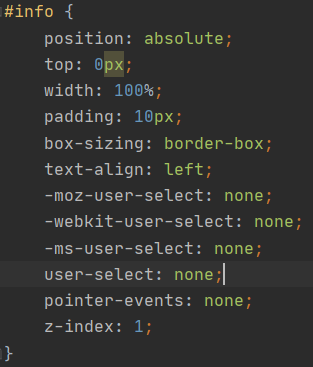 #info {
position: absolute;
top: 0px;
width: 100%;
padding: 10px;
box-sizing: border-box;
text-align: left;
-moz-user-select: none;
-webkit-user-select: none;
-ms-user-select: none;
user-select: none;
pointer-events: none;
z-index: 1;
}